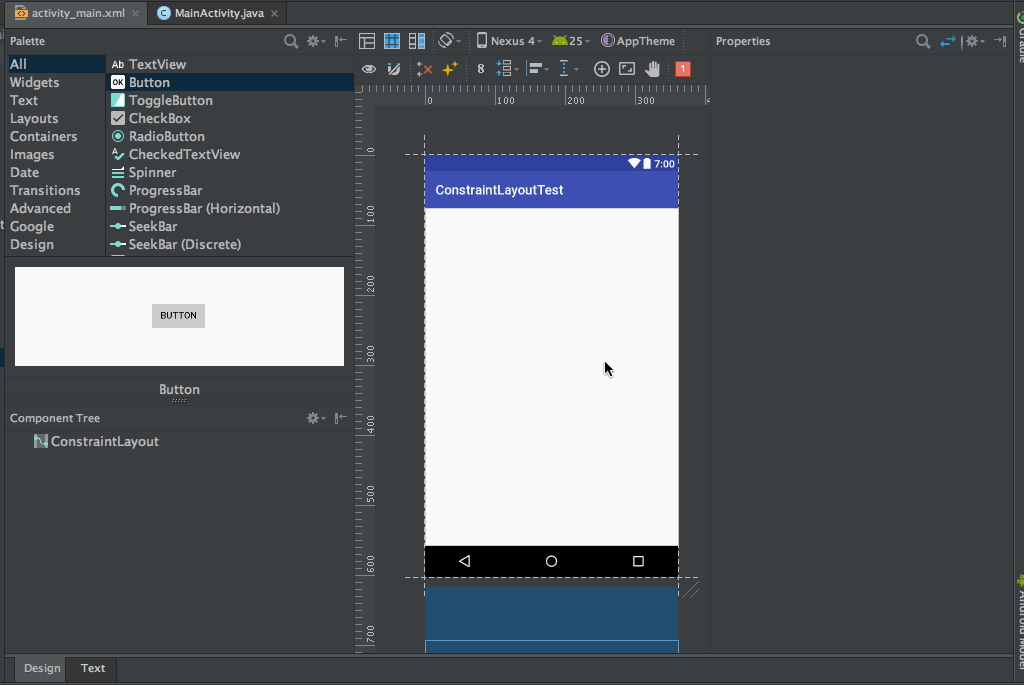 activity_main.xml
MainActivity.java
Palette
Nexus 4
25
AppTheme
Properties
All
Widgets
Text
Layouts
Containers
Images
Date
Transitions
Advanced
Google
Design
Ab TextView
OK Button
ToggleButton
CheckBox
RadioButton
CheckedTextView
Spinner
ProgressBar
ProgressBar (Horizontal)
SeekBar
SeekBar (Discrete)
8
1
0
100
200
300
0
100
200
300
400
500
600
700
7:00
ConstraintLayoutTest
BUTTON
Button
Component Tree
ConstraintLayout
Design
Text
Gradle
Android Model